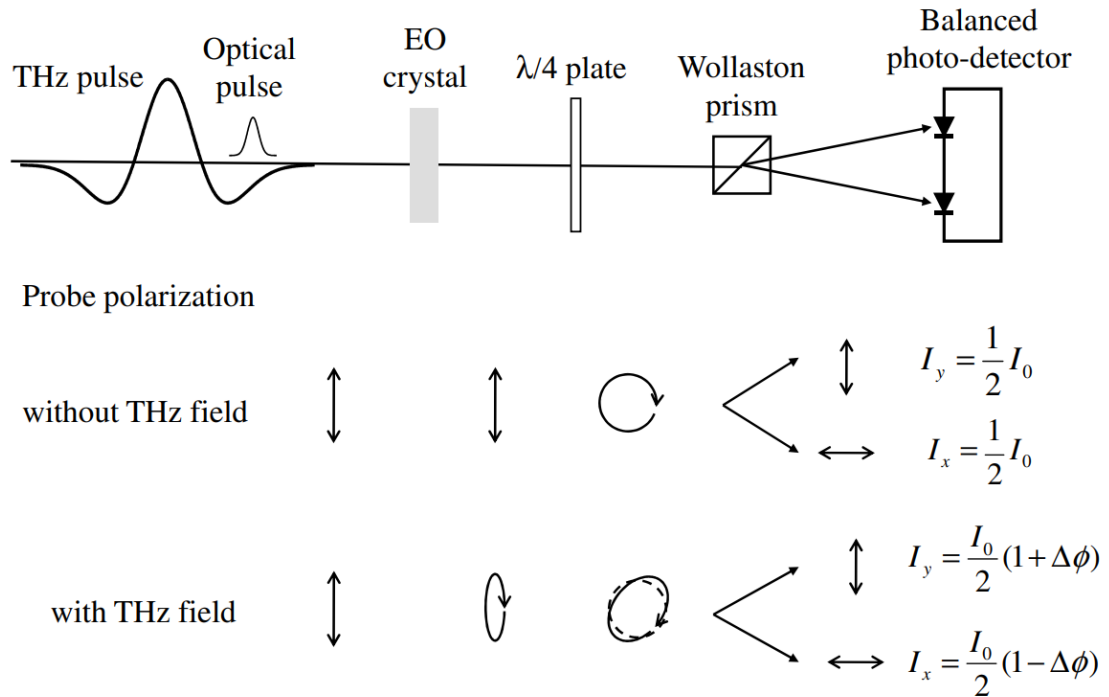 THz pulse
Optical
pulse
EO
crystal
λ/4 plate
Wollaston
prism
Balanced
photo-detector
Probe polarization
without THz field
I_y = 1/2 I_0
I_x = 1/2 I_0
with THz field
I_y = I_0/2 (1 + Δϕ)
I_x = I_0/2 (1 − Δϕ)